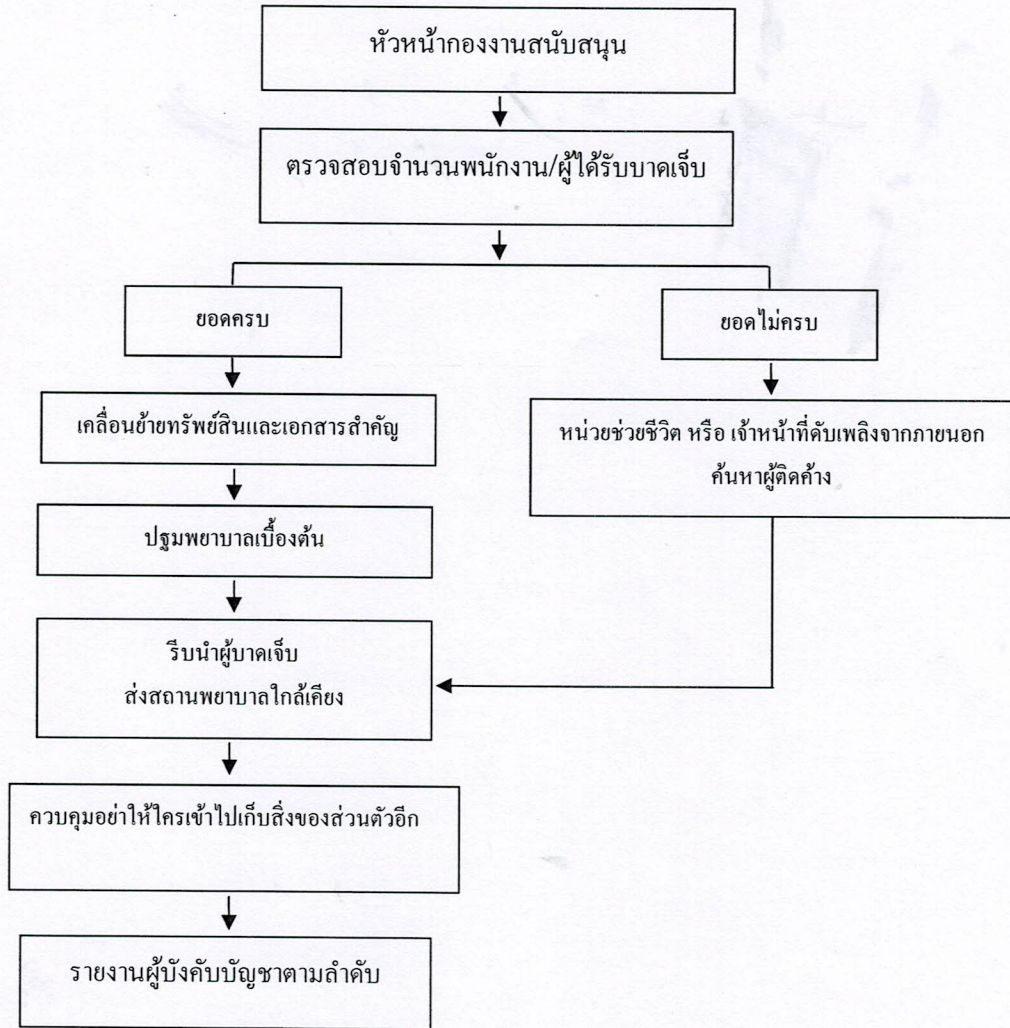 หัวหน้ากองงานสนับสนุน
ตรวจสอบจำนวนพนักงาน/ผู้ได้รับบาดเจ็บ
ยอดครบ
ยอดไม่ครบ
เคลื่อนย้ายทรัพย์สินและเอกสารสำคัญ
หน่วยช่วยชีวิต หรือ เจ้าหน้าที่ดับเพลิงจากภายนอก
ค้นหาผู้ติดค้าง
ปฐมพยาบาลเบื้องต้น
รีบนำผู้บาดเจ็บ
ส่งสถานพยาบาลใกล้เคียง
ควบคุมอย่าให้ใครเข้าไปเก็บสิ่งของส่วนตัวอีก
รายงานผู้บังคับบัญชาตามลำดับ